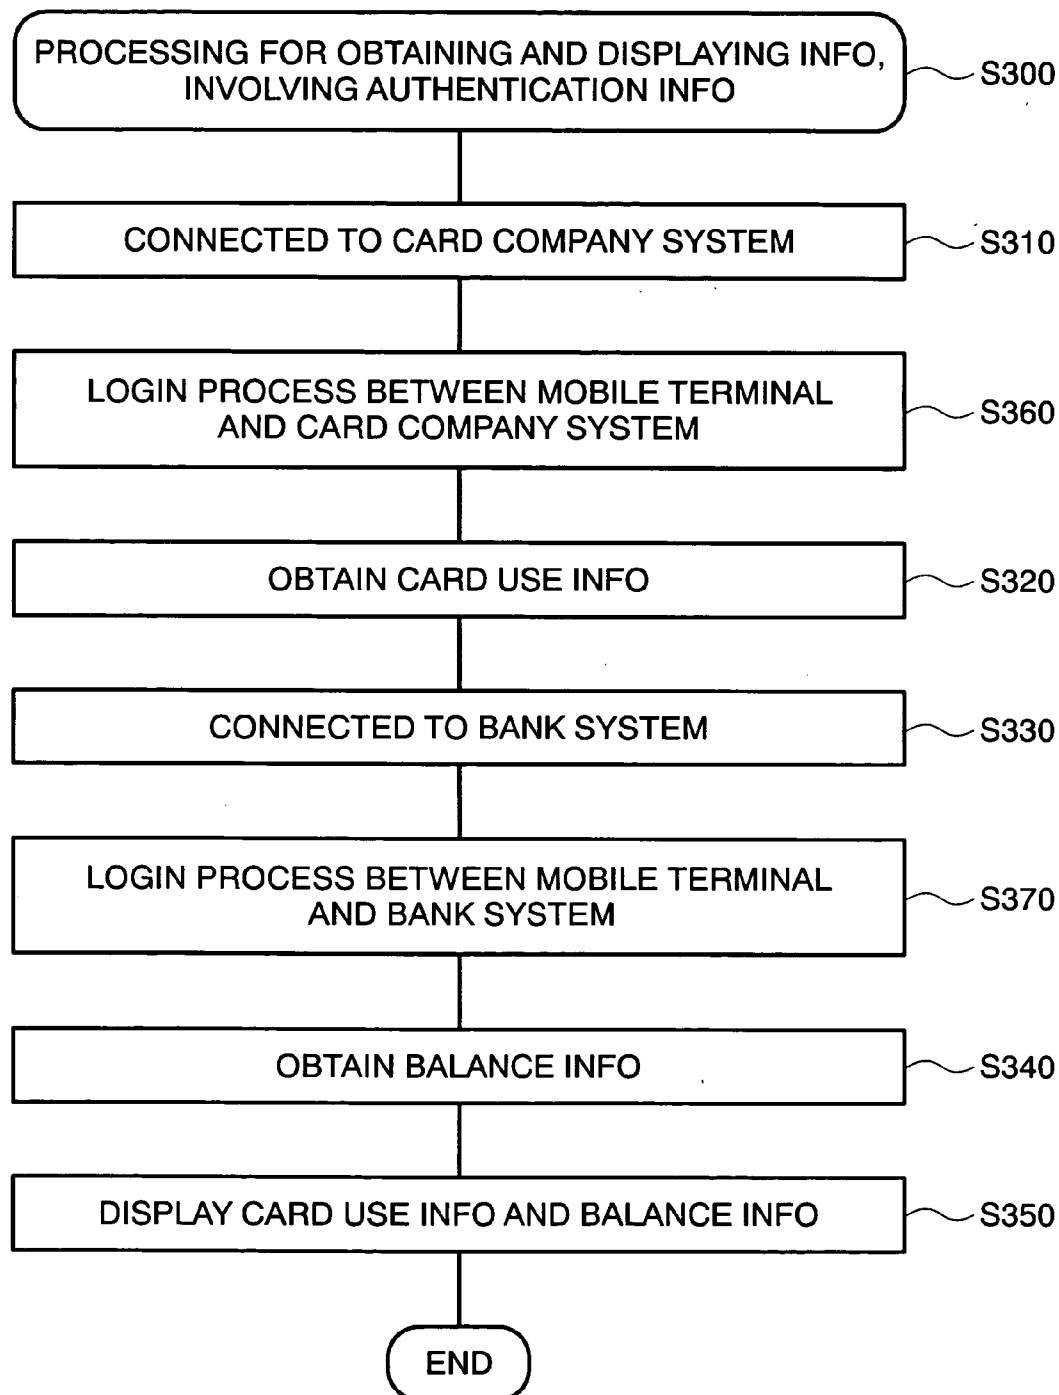 PROCESSING FOR OBTAINING AND DISPLAYING INFO,
INVOLVING AUTHENTICATION INFO
S300
CONNECTED TO CARD COMPANY SYSTEM
S310
LOGIN PROCESS BETWEEN MOBILE TERMINAL
AND CARD COMPANY SYSTEM
S360
OBTAIN CARD USE INFO
S320
CONNECTED TO BANK SYSTEM
S330
LOGIN PROCESS BETWEEN MOBILE TERMINAL
AND BANK SYSTEM
S370
OBTAIN BALANCE INFO
S340
DISPLAY CARD USE INFO AND BALANCE INFO
S350
END